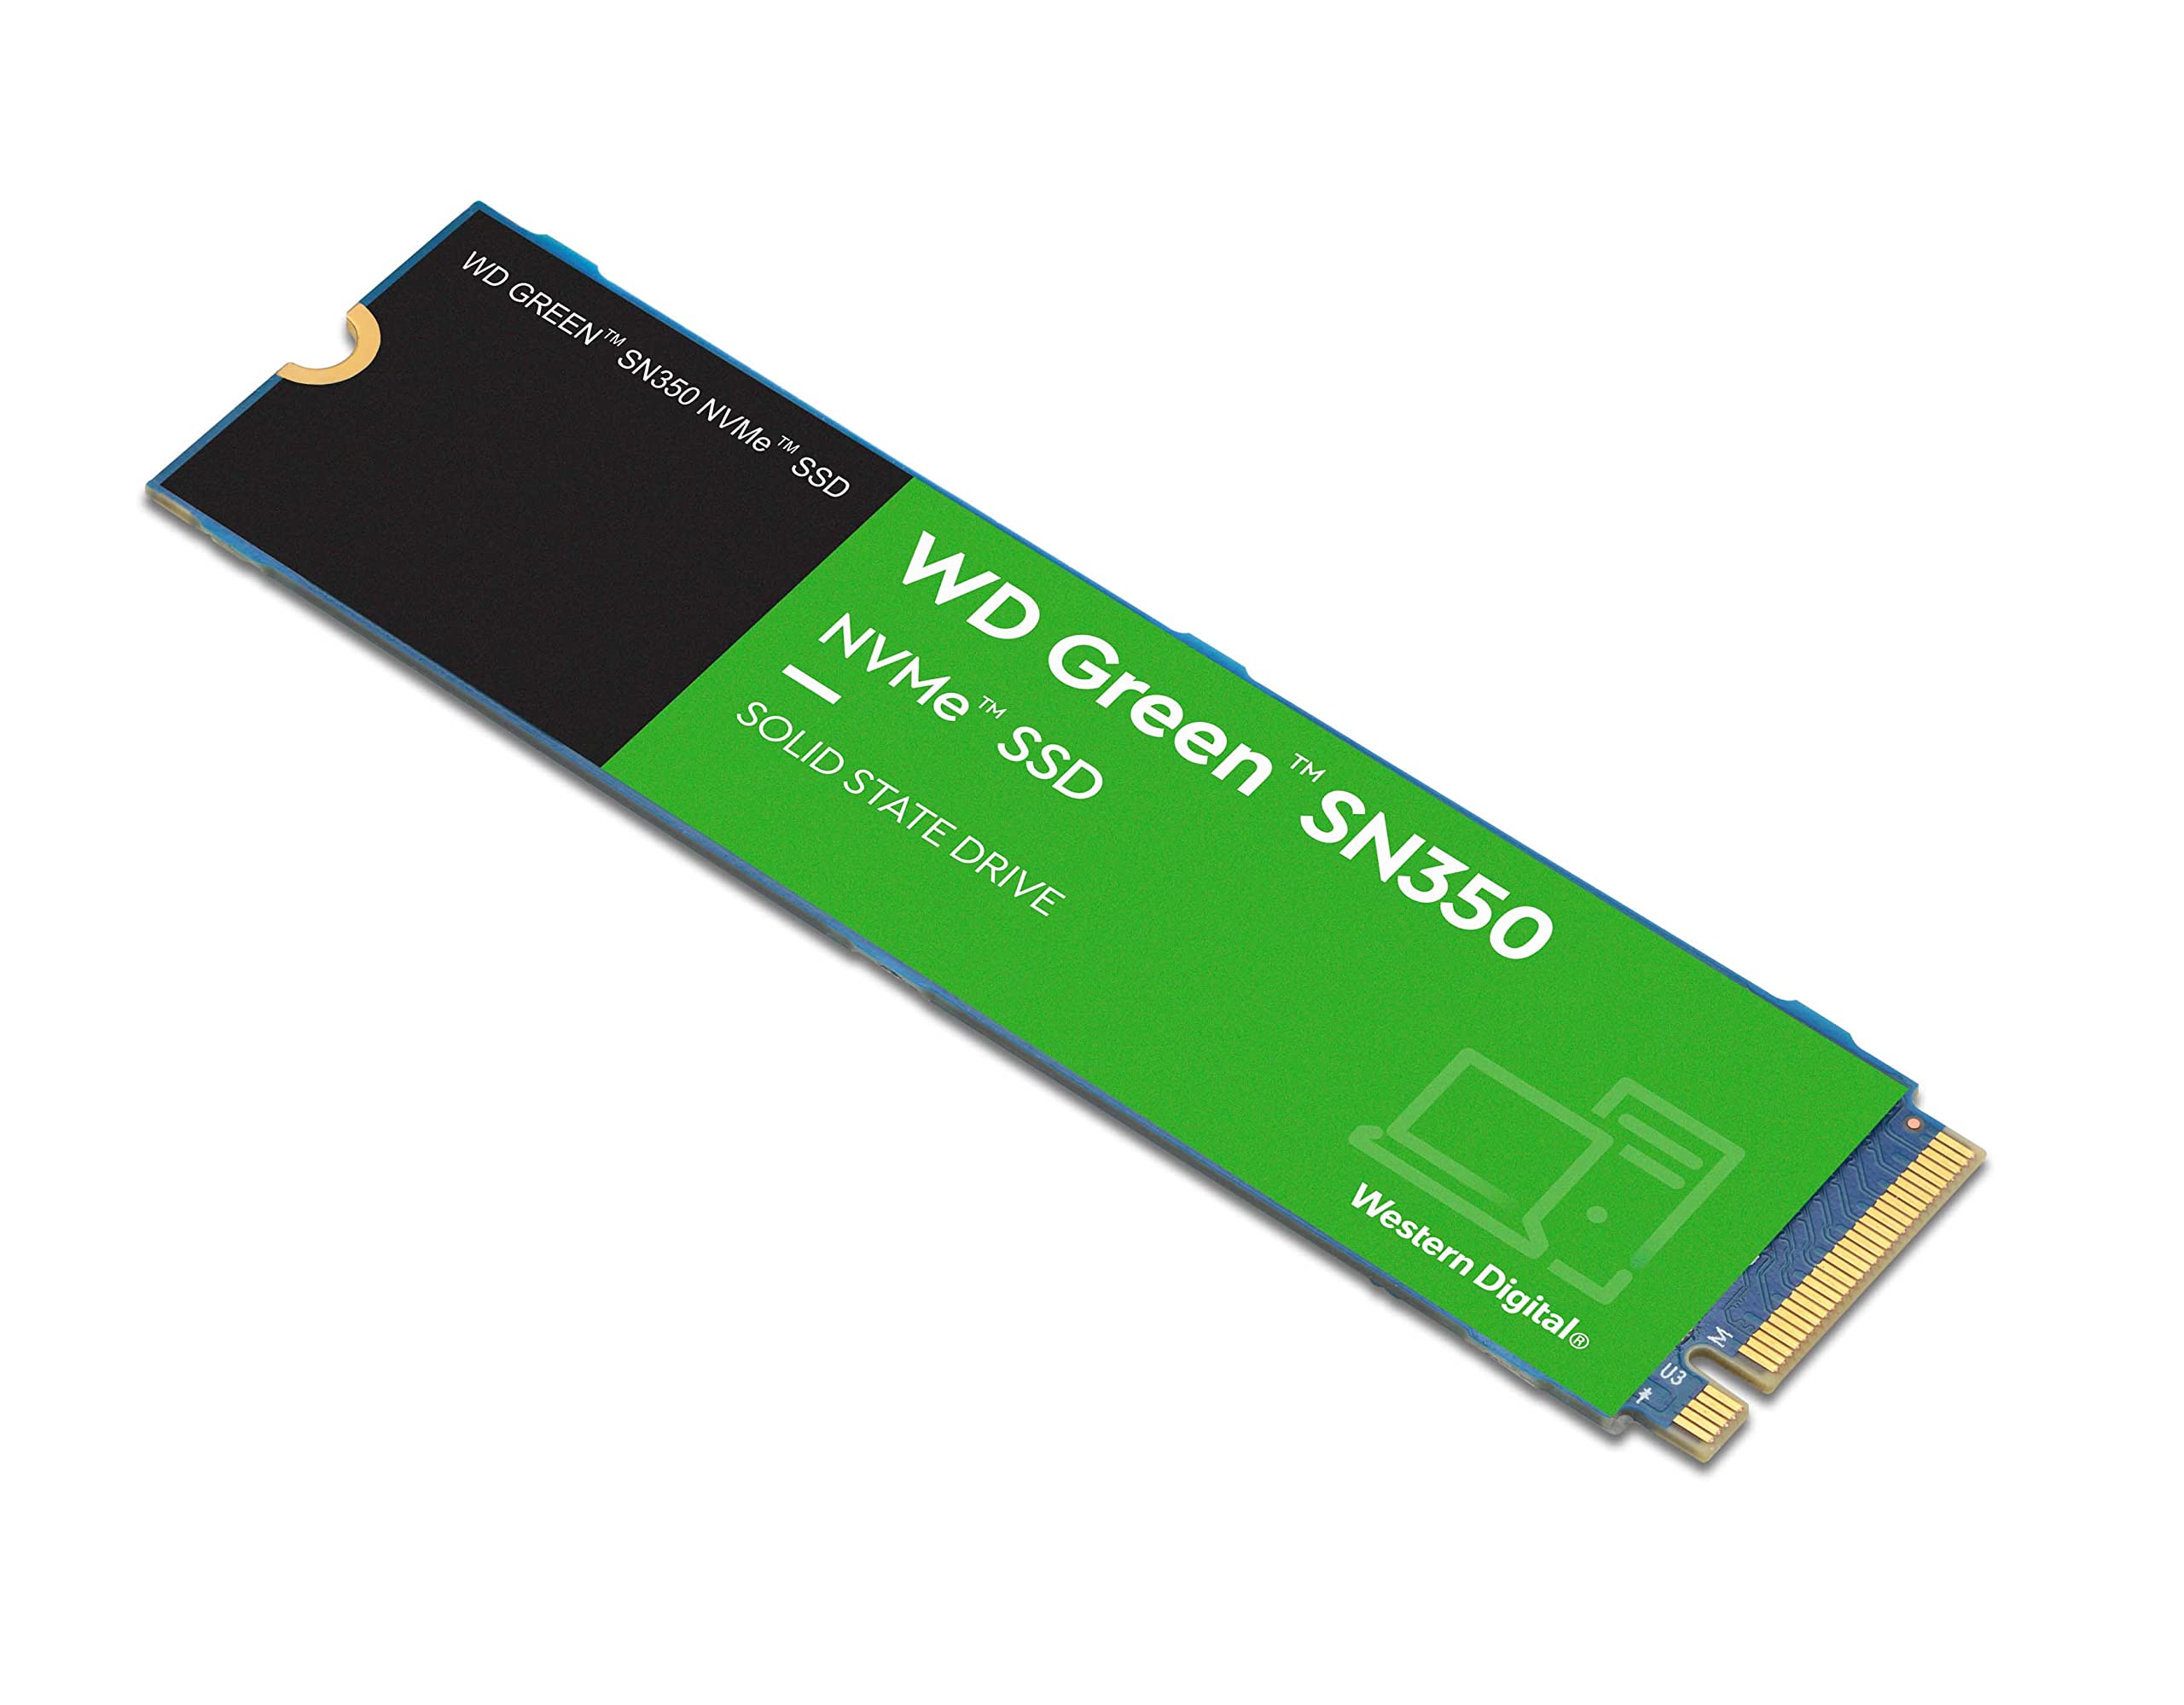 WD GREEN™ SN350 NVMe™ SSD
WD Green™ SN350
NVMe™ SSD
SOLID STATE DRIVE
Western Digital®
M
U3